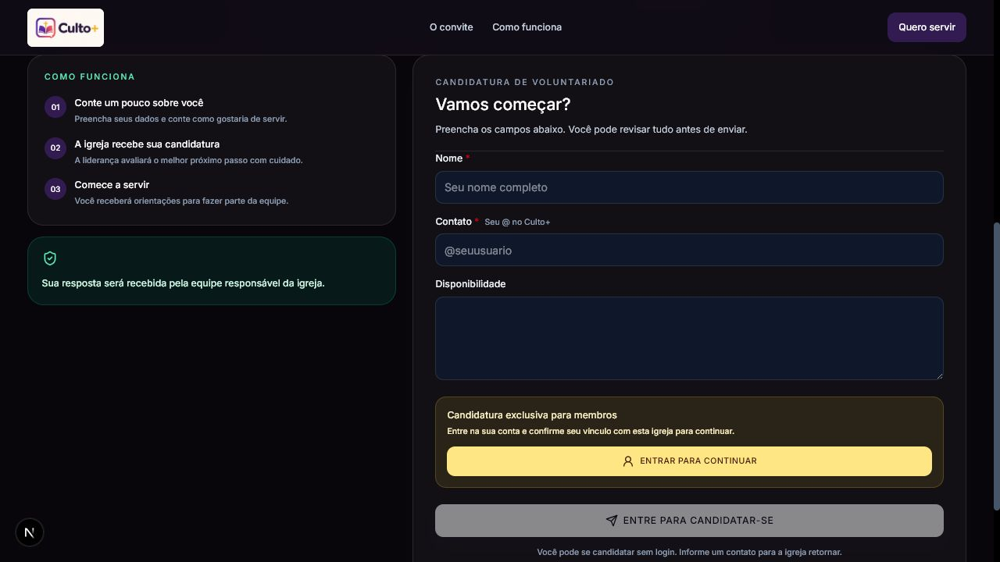 Culto+
O convite
Como funciona
Quero servir
COMO FUNCIONA
01
Conte um pouco sobre você
Preencha seus dados e conte como gostaria de servir.
02
A igreja recebe sua candidatura
A liderança avaliará o melhor próximo passo com cuidado.
03
Comece a servir
Você receberá orientações para fazer parte da equipe.
Sua resposta será recebida pela equipe responsável da igreja.
CANDIDATURA DE VOLUNTARIADO
Vamos começar?
Preencha os campos abaixo. Você pode revisar tudo antes de enviar.
Nome *
Seu nome completo
Contato * Seu @ no Culto+
@seuusuario
Disponibilidade
Candidatura exclusiva para membros
Entre na sua conta e confirme seu vínculo com esta igreja para continuar.
ENTRAR PARA CONTINUAR
ENTRE PARA CANDIDATAR-SE
Você pode se candidatar sem login. Informe um contato para a igreja retornar.
N